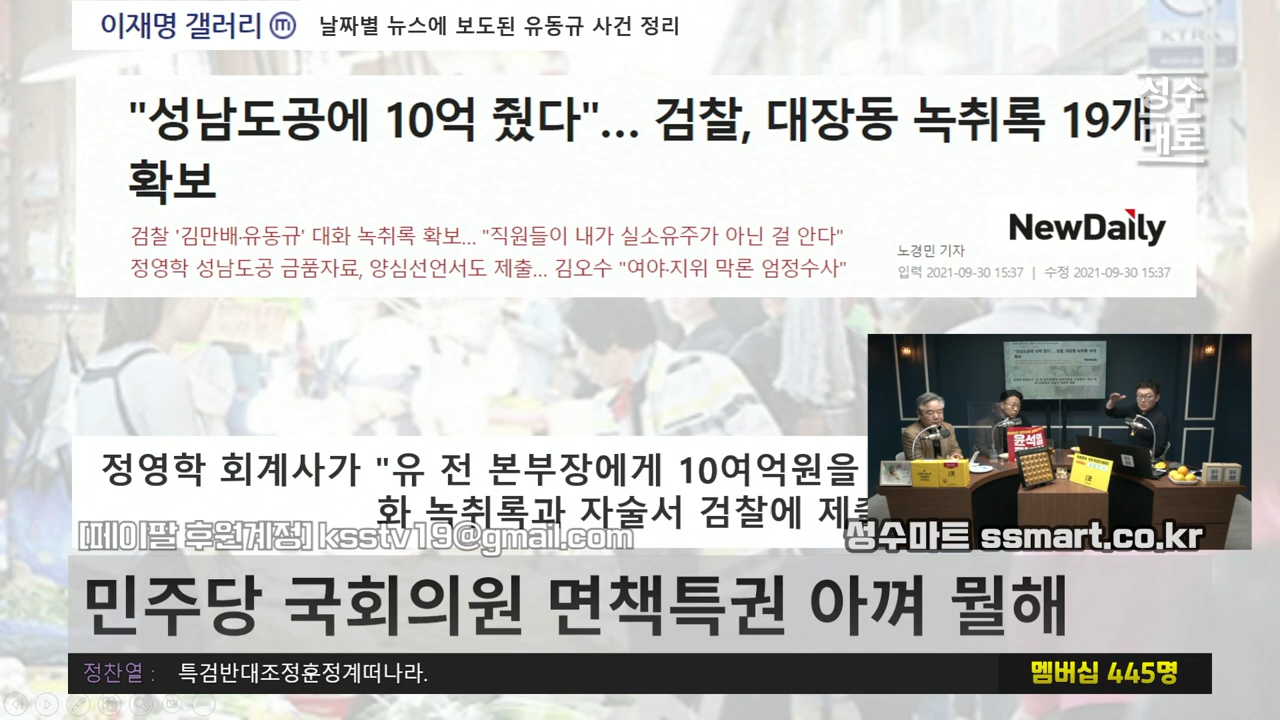 이재명 갤러리 ⓜ 날짜별 뉴스에 보도된 유동규 사건 정리
KTRA
성수
대로
"성남도공에 10억 줬다"... 검찰, 대장동 녹취록 19개
확보
검찰 '김만배·유동규' 대화 녹취록 확보... "직원들이 내가 실소유주가 아닌 걸 안다"
정영학 성남도공 금품자료, 양심선언서도 제출... 김오수 "여야·지위 막론 엄정수사"
NewDaily
노경민 기자
입력 2021-09-30 15:37 | 수정 2021-09-30 15:37
정영학 회계사가 "유 전 본부장에게 10여억원을
화 녹취록과 자술서 검찰에 제출
윤석열
[페이팔 후원계정] ksstv19@gmail.com
성수마트 ssmart.co.kr
민주당 국회의원 면책특권 아껴 뭘해
정찬열 : 특검반대조정훈정계떠나라.
멤버십 445명